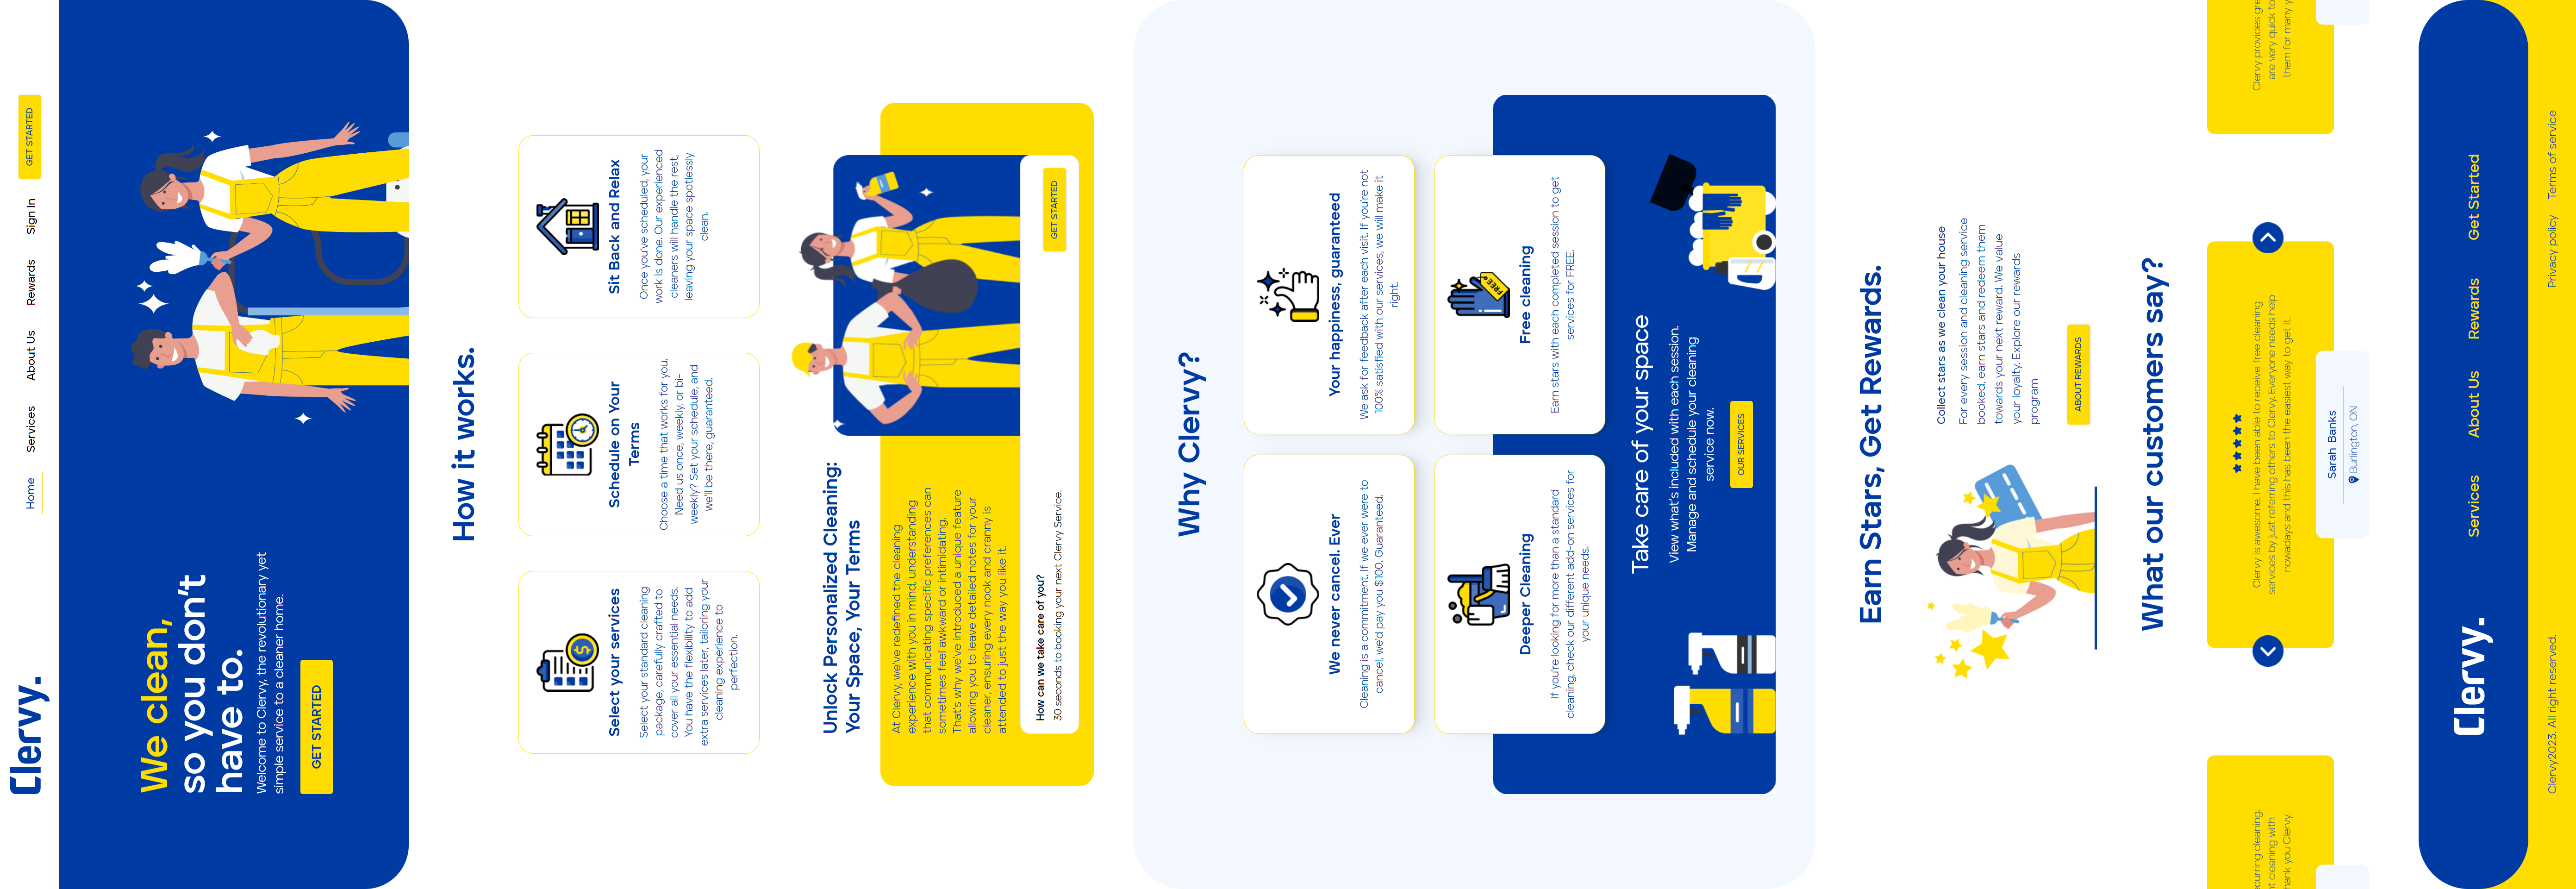 Clervy.
Home
Services
About Us
Rewards
Sign In
GET STARTED
We clean,
so you don't
have to.
Welcome to Clervy, the revolutionary yet
simple service to a cleaner home.
GET STARTED
How it works.
Select your services
Select your standard cleaning
package, carefully crafted to
cover all your essential needs.
You have the flexibility to add
extra services later, tailoring your
cleaning experience to
perfection.
Schedule on Your
Terms
Choose a time that works for you.
Need us once, weekly, or bi-
weekly? Set your schedule, and
we'll be there, guaranteed.
Sit Back and Relax
Once you've scheduled, your
work is done. Our experienced
cleaners will handle the rest,
leaving your space spotlessly
clean.
Unlock Personalized Cleaning:
Your Space, Your Terms
At Clervy, we've redefined the cleaning
experience with you in mind, understanding
that communicating specific preferences can
sometimes feel awkward or intimidating.
That's why we've introduced a unique feature
allowing you to leave detailed notes for your
cleaner, ensuring every nook and cranny is
attended to just the way you like it.
How can we take care of you?
30 seconds to booking your next Clervy Service.
GET STARTED
Why Clervy?
We never cancel. Ever
Cleaning is a commitment. If we ever were to
cancel, we'd pay you $100. Guaranteed.
Your happiness, guaranteed
We ask for feedback after each visit. If you're not
100% satisfied with our services, we will make it
right.
Deeper Cleaning
If you're looking for more than a standard
cleaning, check our different add-on services for
your unique needs.
FREE
Free cleaning
Earn stars with each completed session to get
services for FREE.
Take care of your space
View what's included with each session.
Manage and schedule your cleaning
service now.
OUR SERVICES
Earn Stars, Get Rewards.
Collect stars as we clean your house
For every session and cleaning service
booked, earn stars and redeem them
towards your next reward. We value
your loyalty. Explore our rewards
program
ABOUT REWARDS
What our customers say?
curring cleaning.
t cleaning with
hank you Clervy.
Clervy is awesome. I have been able to receive free cleaning
services by just referring others to Clervy. Everyone needs help
nowadays and this has been the easiest way to get it.
Sarah Banks
Burlington, ON
Clervy provides gre
are very quick to
them for many y
Clervy.
Services
About Us
Rewards
Get Started
Clervy2023. All right reserved.
Privacy policy
Terms of service